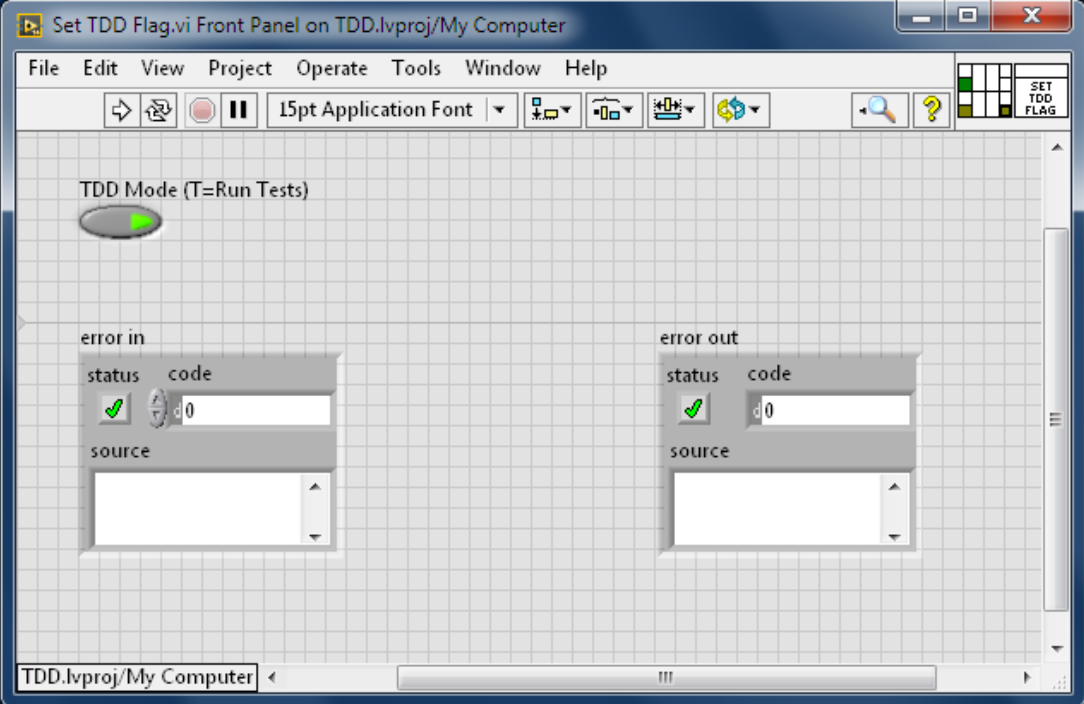 Set TDD Flag.vi Front Panel on TDD.lvproj/My Computer
File Edit View Project Operate Tools Window Help
15pt Application Font
SET
TDD
FLAG
TDD Mode (T=Run Tests)
error in
error out
status code
status code
d 0
d 0
source
source
TDD.lvproj/My Computer